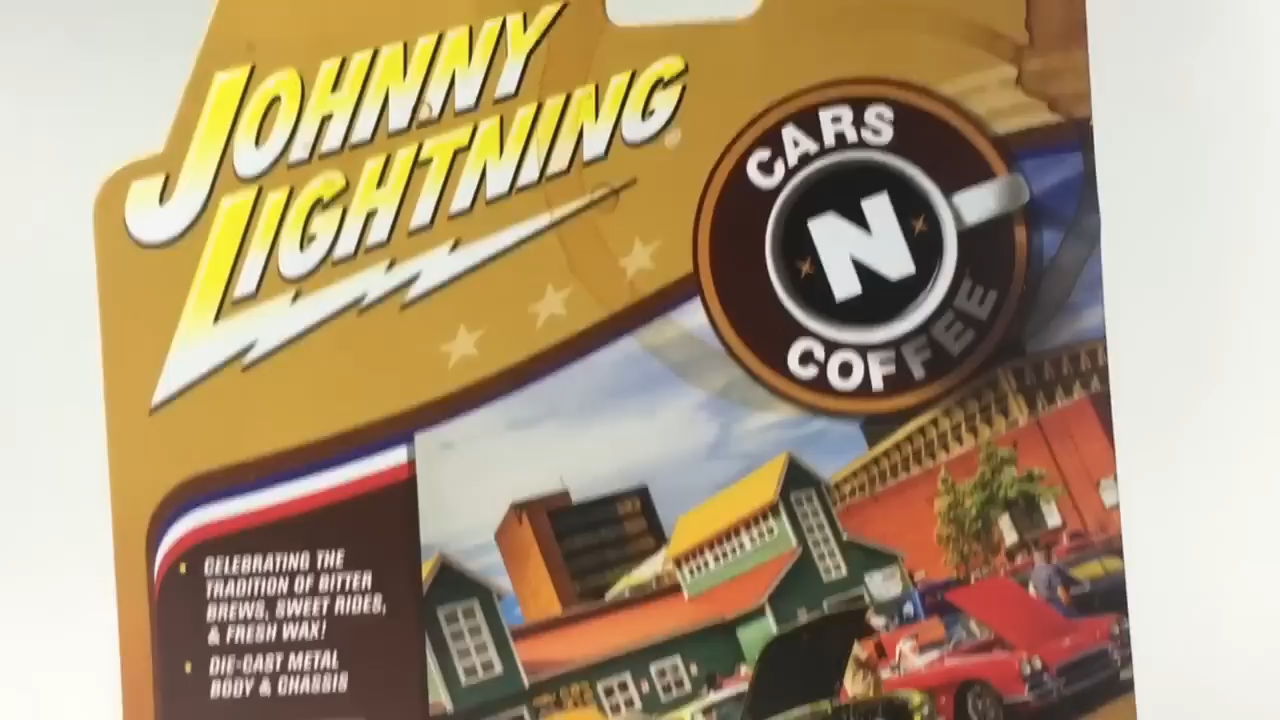 JOHNNY
LIGHTNING
CARS
N
COFFEE
CELEBRATING THE
TRADITION OF BITTER
BREWS, SWEET RIDES,
& FRESH WAX!
DIE-CAST METAL
BODY & CHASSIS